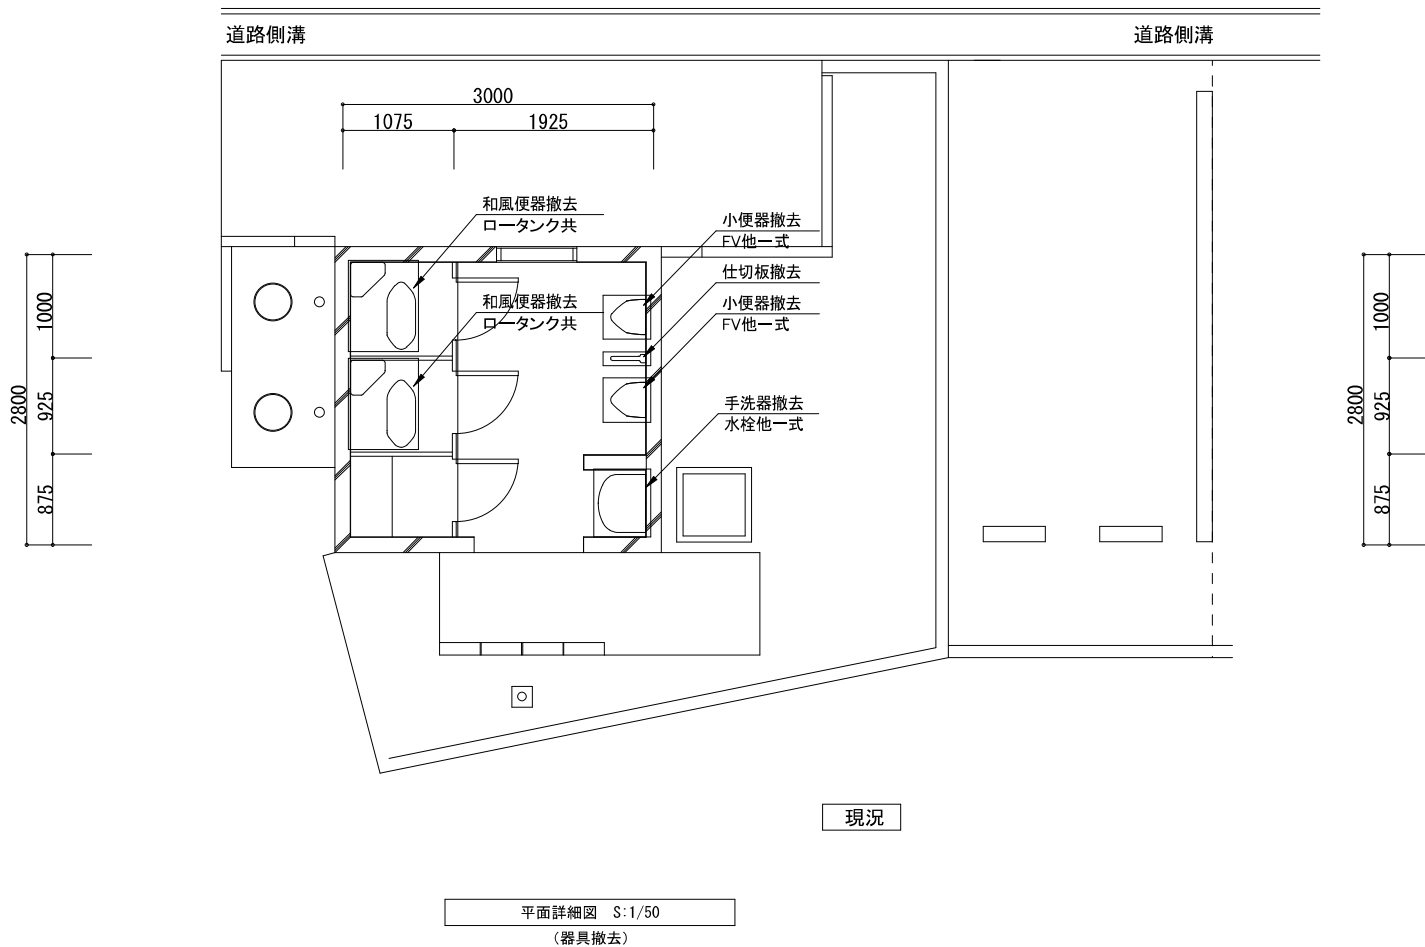 道路側溝
道路側溝
3000
1075
1925
和風便器撤去
ロータンク共
小便器撤去
FV他一式
仕切板撤去
和風便器撤去
ロータンク共
小便器撤去
FV他一式
手洗器撤去
水栓他一式
2800
1000
925
875
2800
1000
925
875
現況
平面詳細図 S:1/50
(器具撤去)